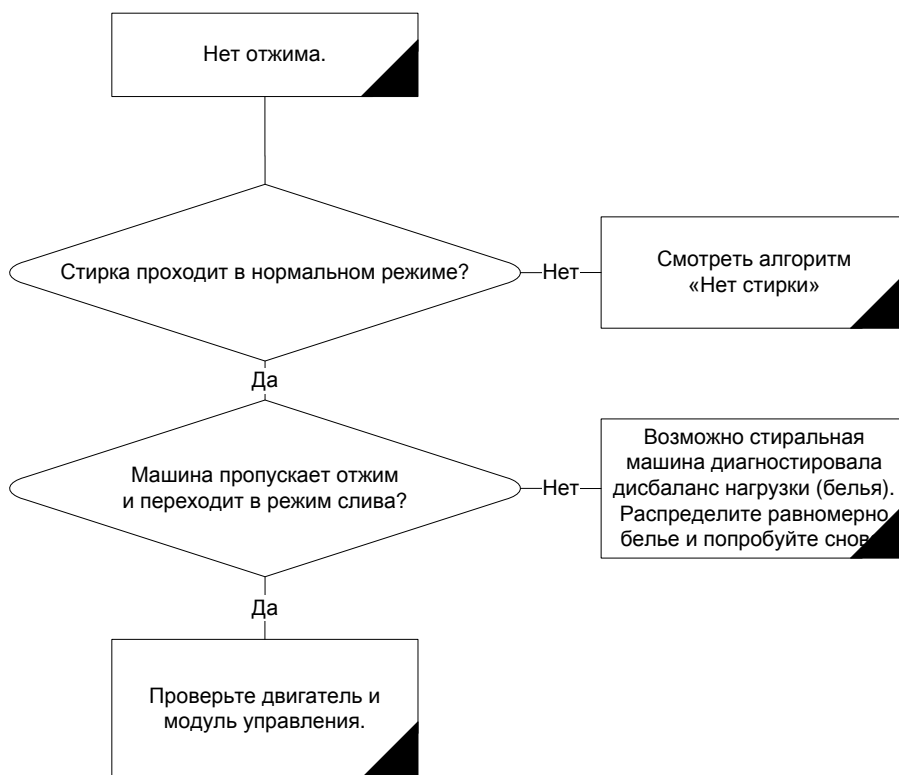 Нет отжима.
Стирка проходит в нормальном режиме?
Нет
Смотреть алгоритм
«Нет стирки»
Да
Машина пропускает отжим
и переходит в режим слива?
Нет
Возможно стиральная
машина диагностировала
дисбаланс нагрузки (белья).
Распределите равномерно
белье и попробуйте снова.
Да
Проверьте двигатель и
модуль управления.